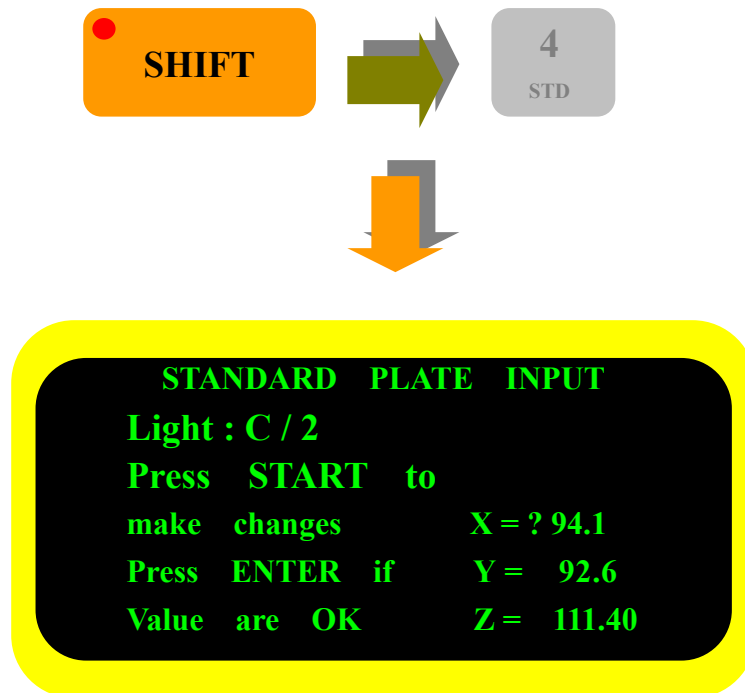 SHIFT
4
STD
STANDARD PLATE INPUT
Light : C / 2
Press START to
make changes X = ? 94.1
Press ENTER if Y = 92.6
Value are OK Z = 111.40